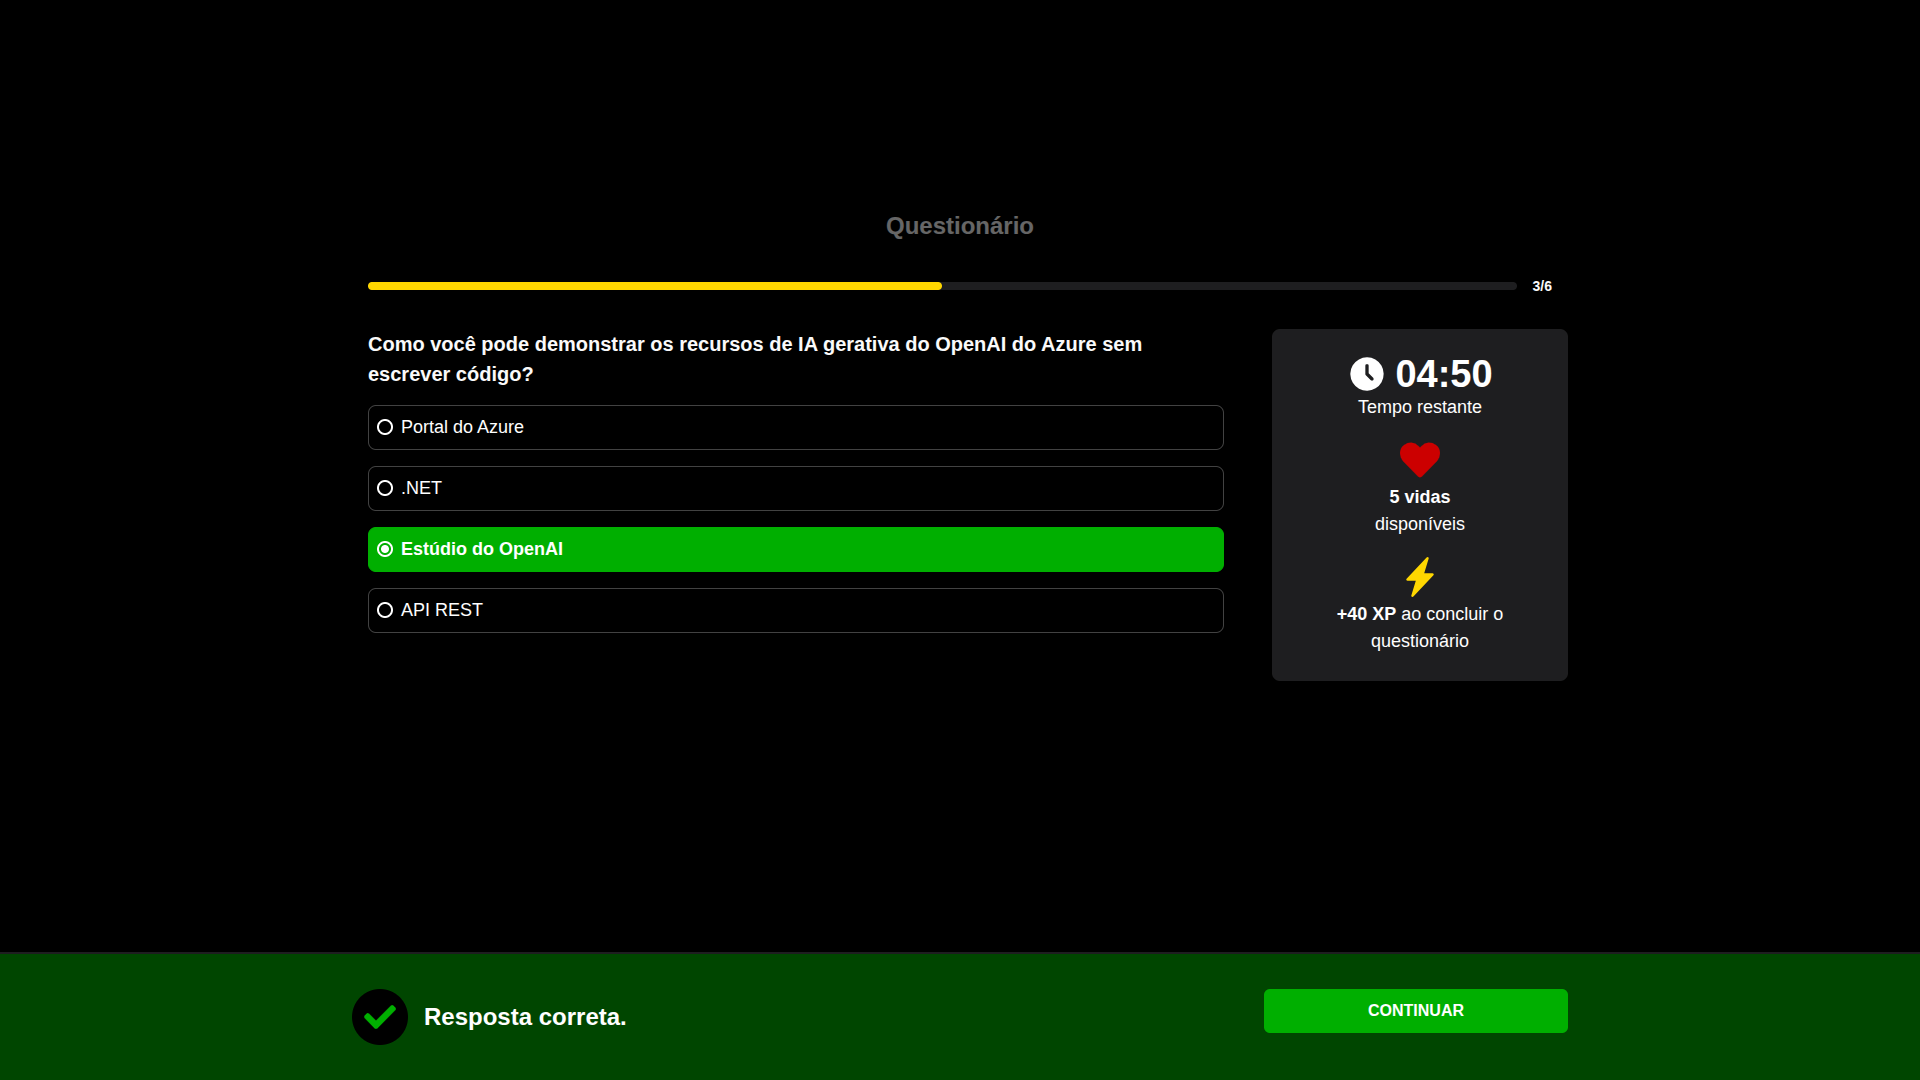 Questionário
3/6
Como você pode demonstrar os recursos de IA gerativa do OpenAI do Azure sem
escrever código?
Portal do Azure
.NET
Estúdio do OpenAI
API REST
04:50
Tempo restante
5 vidas
disponíveis
+40 XP ao concluir o
questionário
Resposta correta.
CONTINUAR